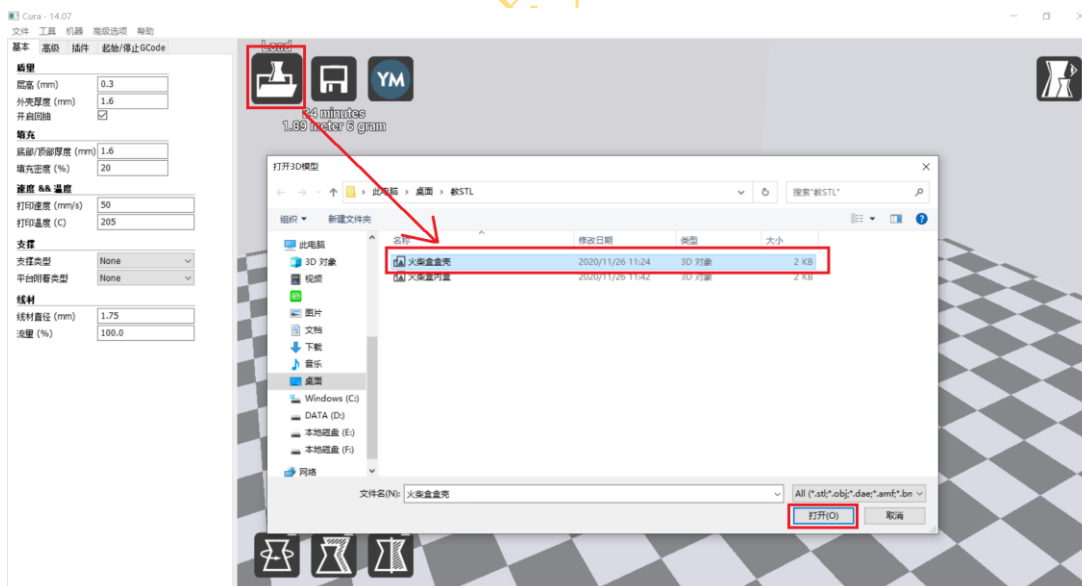 Cura - 14.07
文件 工具 机器 高级选项 帮助
基本 高级 插件 起始/停止GCode
质量
层高 (mm) 0.3
外壳厚度 (mm) 1.6
开启回抽
填充
底部/顶部厚度 (mm) 1.6
填充密度 (%) 20
速度 && 温度
打印速度 (mm/s) 50
打印温度 (C) 205
支撑
支撑类型 None
平台附着类型 None
线材
线材直径 (mm) 1.75
流量 (%) 100.0
Load
YM
24 minutes
1.89 meter 6 gram
打开3D模型
此电脑 › 桌面 › 教STL
搜索"教STL"
组织 新建文件夹
名称 修改日期 类型 大小
火柴盒盒壳 2020/11/26 11:24 3D 对象 2 KB
火柴盒内盒 2020/11/26 11:42 3D 对象 2 KB
此电脑
3D 对象
视频
图片
文档
下载
音乐
桌面
Windows (C:)
DATA (D:)
本地磁盘 (E:)
本地磁盘 (F:)
网络
文件名(N): 火柴盒盒壳
All (*.stl;*.obj;*.dae;*.amf;*.bn
打开(O) 取消